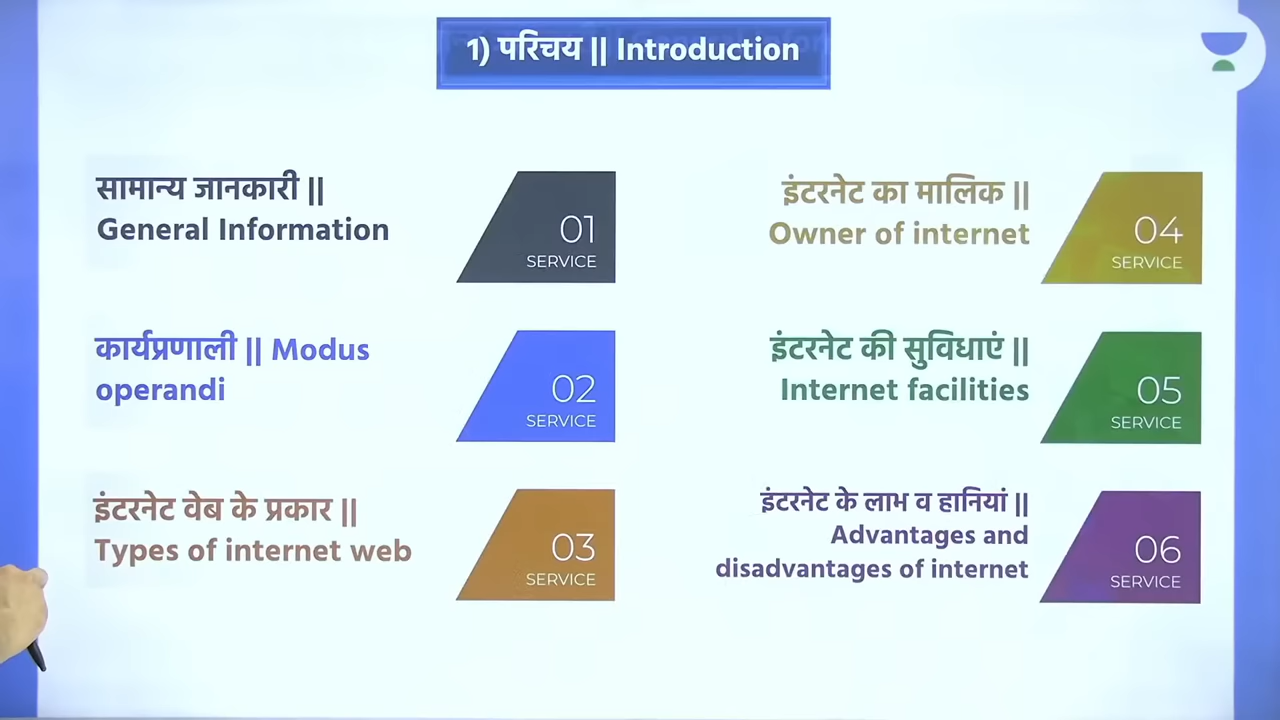 1) परिचय || Introduction
सामान्य जानकारी ||
General Information
01
SERVICE
कार्यप्रणाली || Modus
operandi
02
SERVICE
इंटरनेट वेब के प्रकार ||
Types of internet web
03
SERVICE
इंटरनेट का मालिक ||
Owner of internet
04
SERVICE
इंटरनेट की सुविधाएं ||
Internet facilities
05
SERVICE
इंटरनेट के लाभ व हानियां ||
Advantages and
disadvantages of internet
06
SERVICE